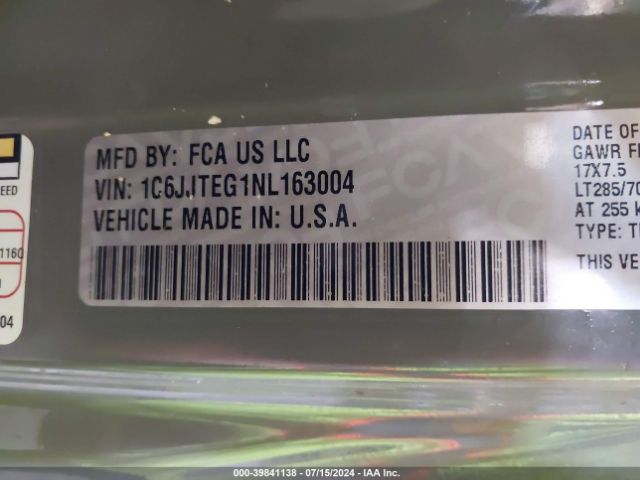 MFD BY: FCA US LLC
VIN: 1C6JJTEG1NL163004
VEHICLE MADE IN: U.S.A.
DATE OF
GAWR F
17X7.5
LT285/70
AT 255 k
TYPE: T
THIS VE
EED
1160
04
000-39841138 - 07/15/2024 - IAA Inc.